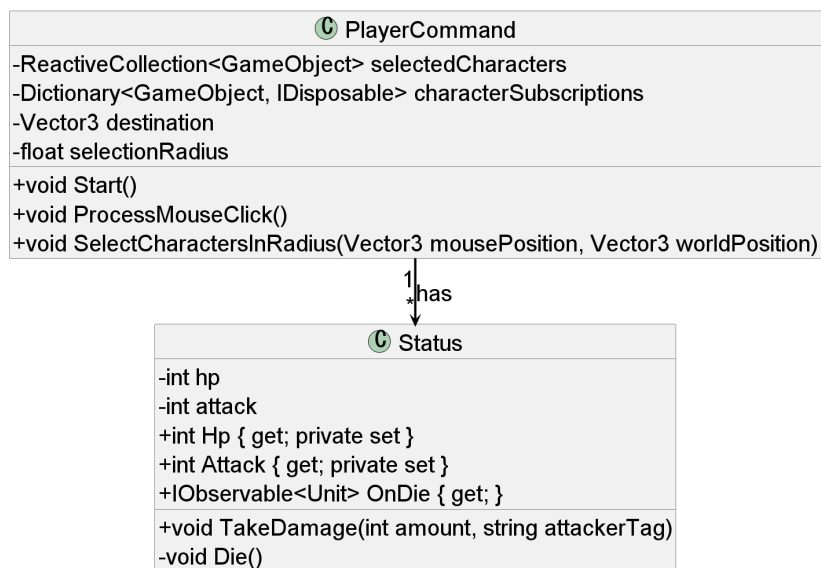 C PlayerCommand
-ReactiveCollection<GameObject> selectedCharacters
-Dictionary<GameObject, IDisposable> characterSubscriptions
-Vector3 destination
-float selectionRadius
+void Start()
+void ProcessMouseClick()
+void SelectCharactersInRadius(Vector3 mousePosition, Vector3 worldPosition)
1
has
*
C Status
-int hp
-int attack
+int Hp { get; private set }
+int Attack { get; private set }
+IObservable<Unit> OnDie { get; }
+void TakeDamage(int amount, string attackerTag)
-void Die()